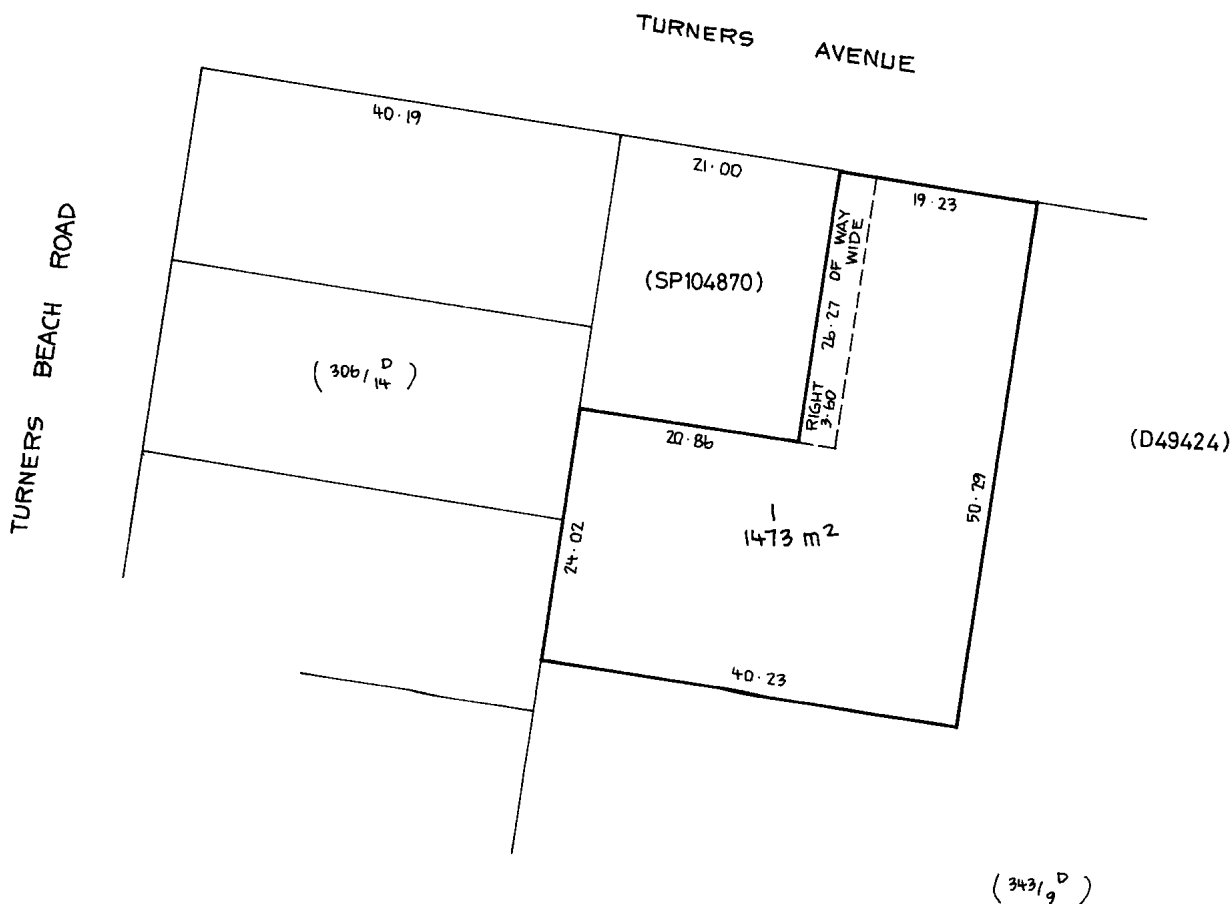 TURNERS AVENUE
40·19
21·00
19·23
TURNERS BEACH ROAD
(SP104870)
RIGHT OF WAY
3·60 WIDE
26·27
(306/14 D)
20·86
(D49424)
50·29
1
1473 m²
24·02
40·23
(343/9 D)